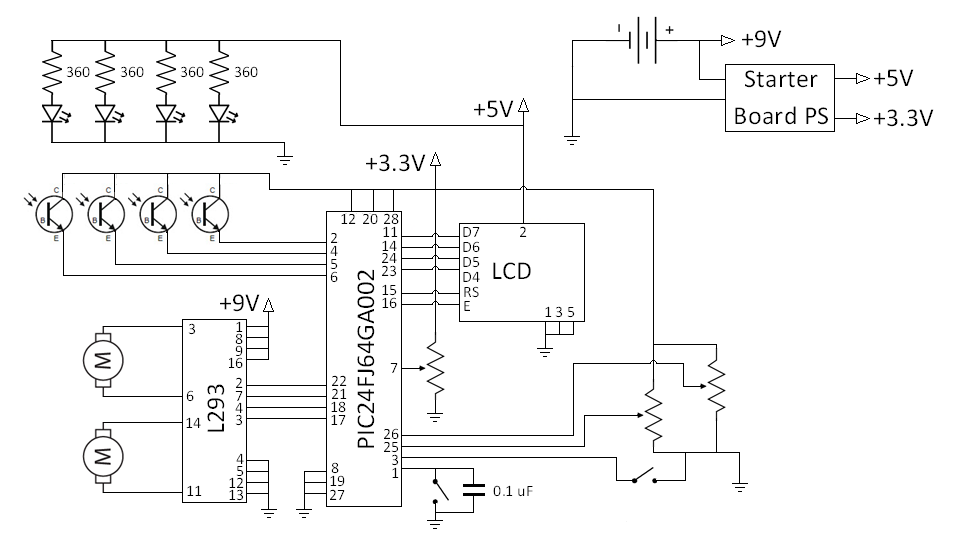 360 360 360 360
+9V
Starter
Board PS
+5V
+3.3V
+5V
+3.3V
C C C C
B B B B
E E E E
12 20 28
2
4
5
6
11
14
24
23
15
16
7
22
21
18
17
26
25
3
1
8
19
27
PIC24FJ64GA002
2
D7
D6
D5
D4
RS
E
LCD
1 3 5
+9V
3
6
14
11
1
8
9
16
2
7
4
3
4
5
12
13
L293
M
M
0.1 uF